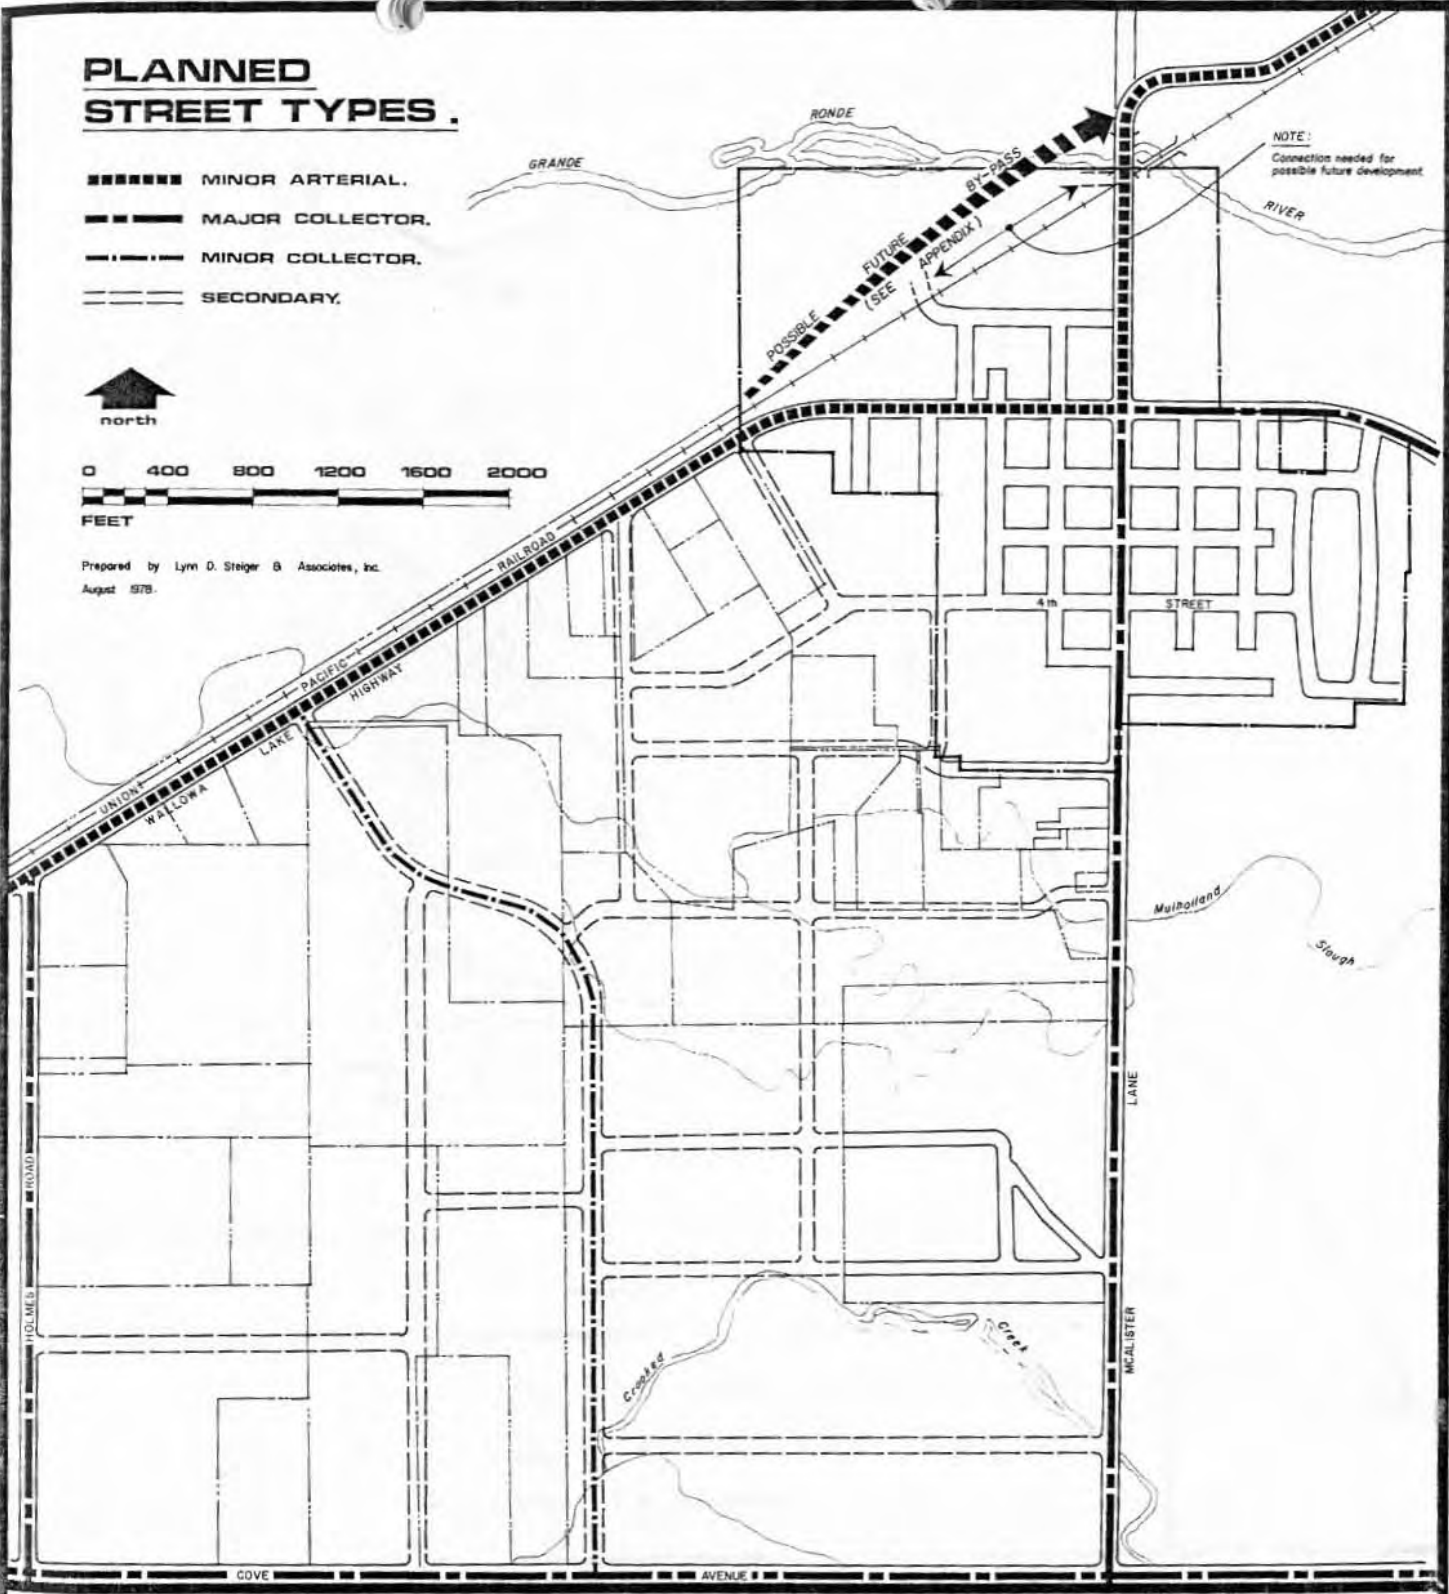 PLANNED
STREET TYPES.
MINOR ARTERIAL.
MAJOR COLLECTOR.
MINOR COLLECTOR.
SECONDARY.
north
0 400 800 1200 1600 2000
FEET
Prepared by Lynn D. Steiger & Associates, Inc.
August 1978.
GRANDE
RONDE
RIVER
NOTE:
Connection needed for
possible future development.
POSSIBLE FUTURE BY-PASS
(SEE APPENDIX)
UNION PACIFIC RAILROAD
WALLOWA LAKE HIGHWAY
4th STREET
Mulholland
Slough
LANE
MCALISTER
HOLMES ROAD
Crooked
Creek
COVE AVENUE